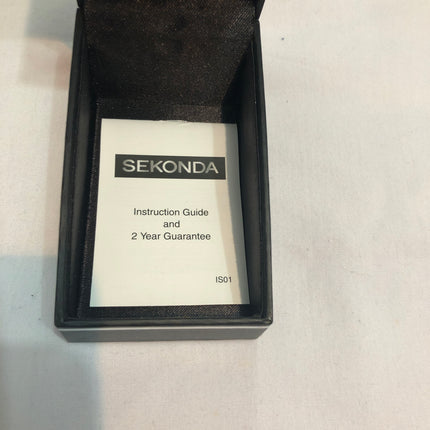 SEKONDA
Instruction Guide
and
2 Year Guarantee
IS01